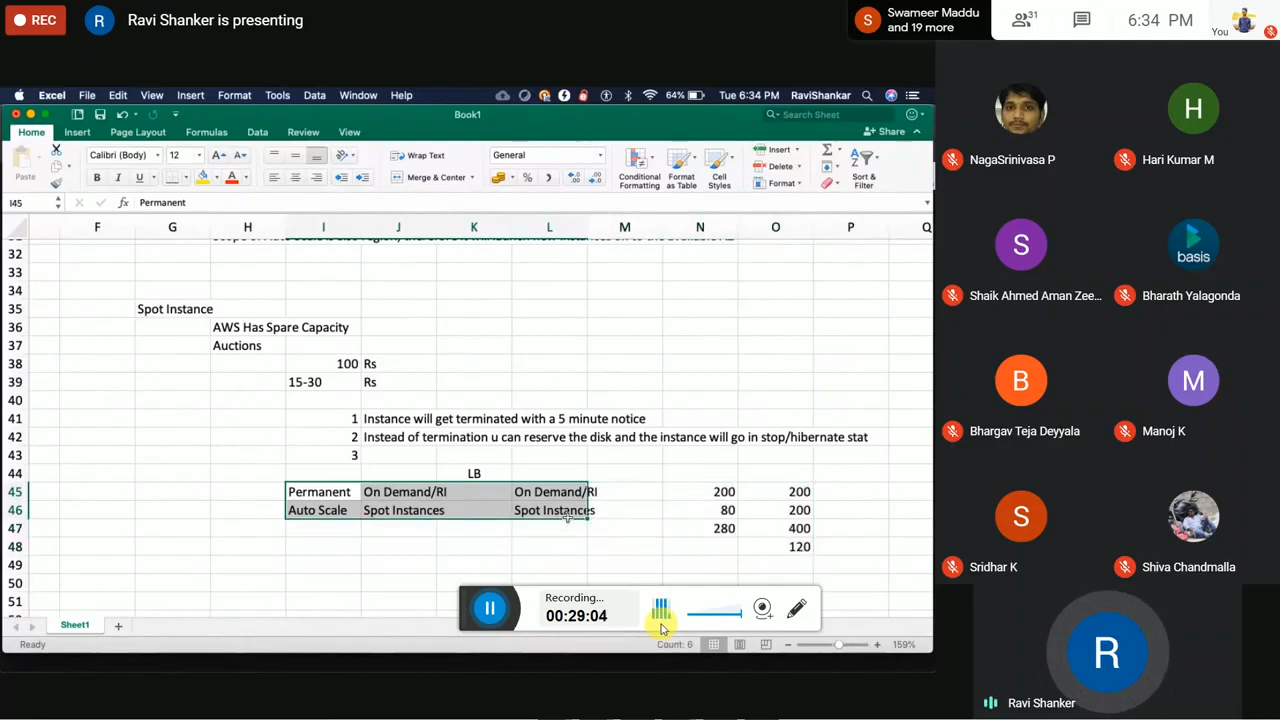 REC
R
Ravi Shanker is presenting
S
Swameer Maddu
and 19 more
31
6:34 PM
You
Excel File Edit View Insert Format Tools Data Window Help
64% Tue 6:34 PM RaviShankar
Book1
Search Sheet
Home Insert Page Layout Formulas Data Review View
Share
Paste
Calibri (Body) 12
Wrap Text
General
Insert
Delete
Format
B I U
Merge & Center
Conditional Formatting
Format as Table
Cell Styles
Sort & Filter
I45 fx Permanent
F G H I J K L M N O P Q
32
33
34
35 Spot Instance
36 AWS Has Spare Capacity
37 Auctions
38 100 Rs
39 15-30 Rs
40
41 1 Instance will get terminated with a 5 minute notice
42 2 Instead of termination u can reserve the disk and the instance will go in stop/hibernate stat
43 3
44 LB
45 Permanent On Demand/RI On Demand/RI 200 200
46 Auto Scale Spot Instances Spot Instances 80 200
47 280 400
48 120
49
50
51
Recording...
00:29:04
Sheet1
Ready
Count: 6
159%
NagaSrinivasa P
H
Hari Kumar M
S
Shaik Ahmed Aman Zee...
basis
Bharath Yalagonda
B
Bhargav Teja Deyyala
M
Manoj K
S
Sridhar K
Shiva Chandmalla
R
Ravi Shanker